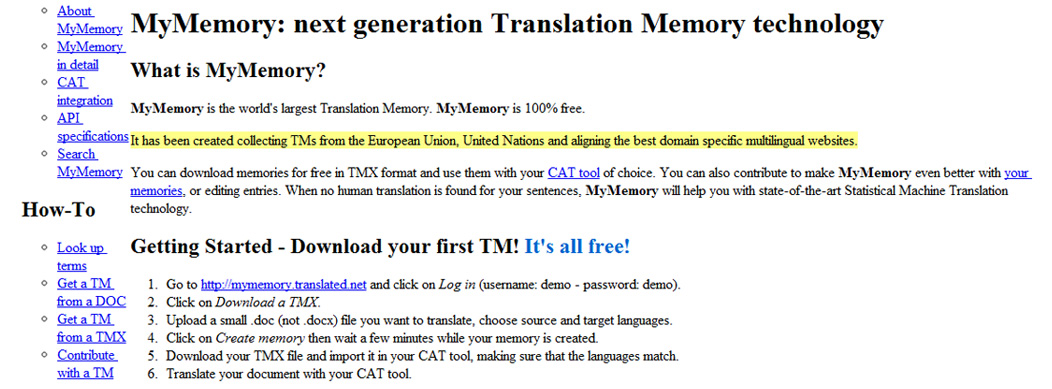 About
MyMemory
MyMemory
in detail
CAT
integration
API
specifications
Search
MyMemory
How-To
Look up
terms
Get a TM
from a DOC
Get a TM
from a TMX
Contribute
with a TM
MyMemory: next generation Translation Memory technology
What is MyMemory?
MyMemory is the world's largest Translation Memory. MyMemory is 100% free.
It has been created collecting TMs from the European Union, United Nations and aligning the best domain specific multilingual websites.
You can download memories for free in TMX format and use them with your CAT tool of choice. You can also contribute to make MyMemory even better with your
memories, or editing entries. When no human translation is found for your sentences, MyMemory will help you with state-of-the-art Statistical Machine Translation
technology.
Getting Started - Download your first TM! It's all free!
1. Go to http://mymemory.translated.net and click on Log in (username: demo - password: demo).
2. Click on Download a TMX.
3. Upload a small .doc (not .docx) file you want to translate, choose source and target languages.
4. Click on Create memory then wait a few minutes while your memory is created.
5. Download your TMX file and import it in your CAT tool, making sure that the languages match.
6. Translate your document with your CAT tool.